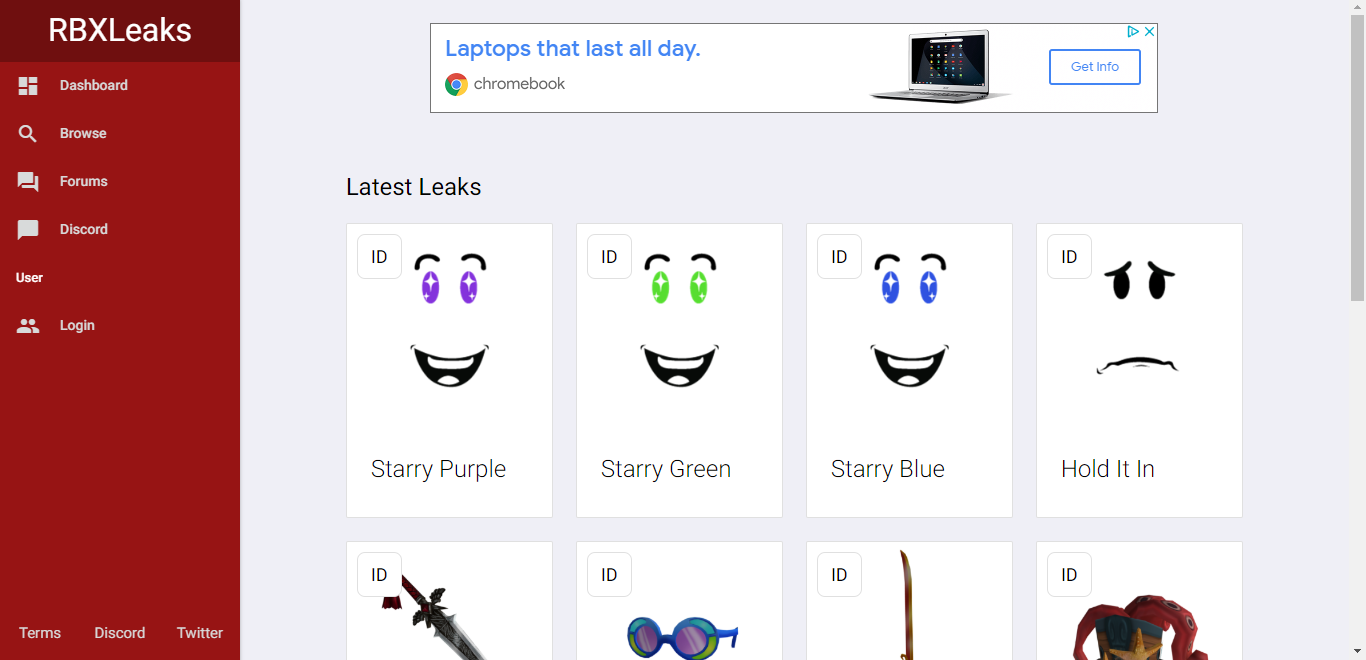 RBXLeaks
Dashboard
Browse
Forums
Discord
User
Login
Terms Discord Twitter
Laptops that last all day.
chromebook
Get Info
Latest Leaks
ID ID ID ID
Starry Purple Starry Green Starry Blue Hold It In
ID ID ID ID